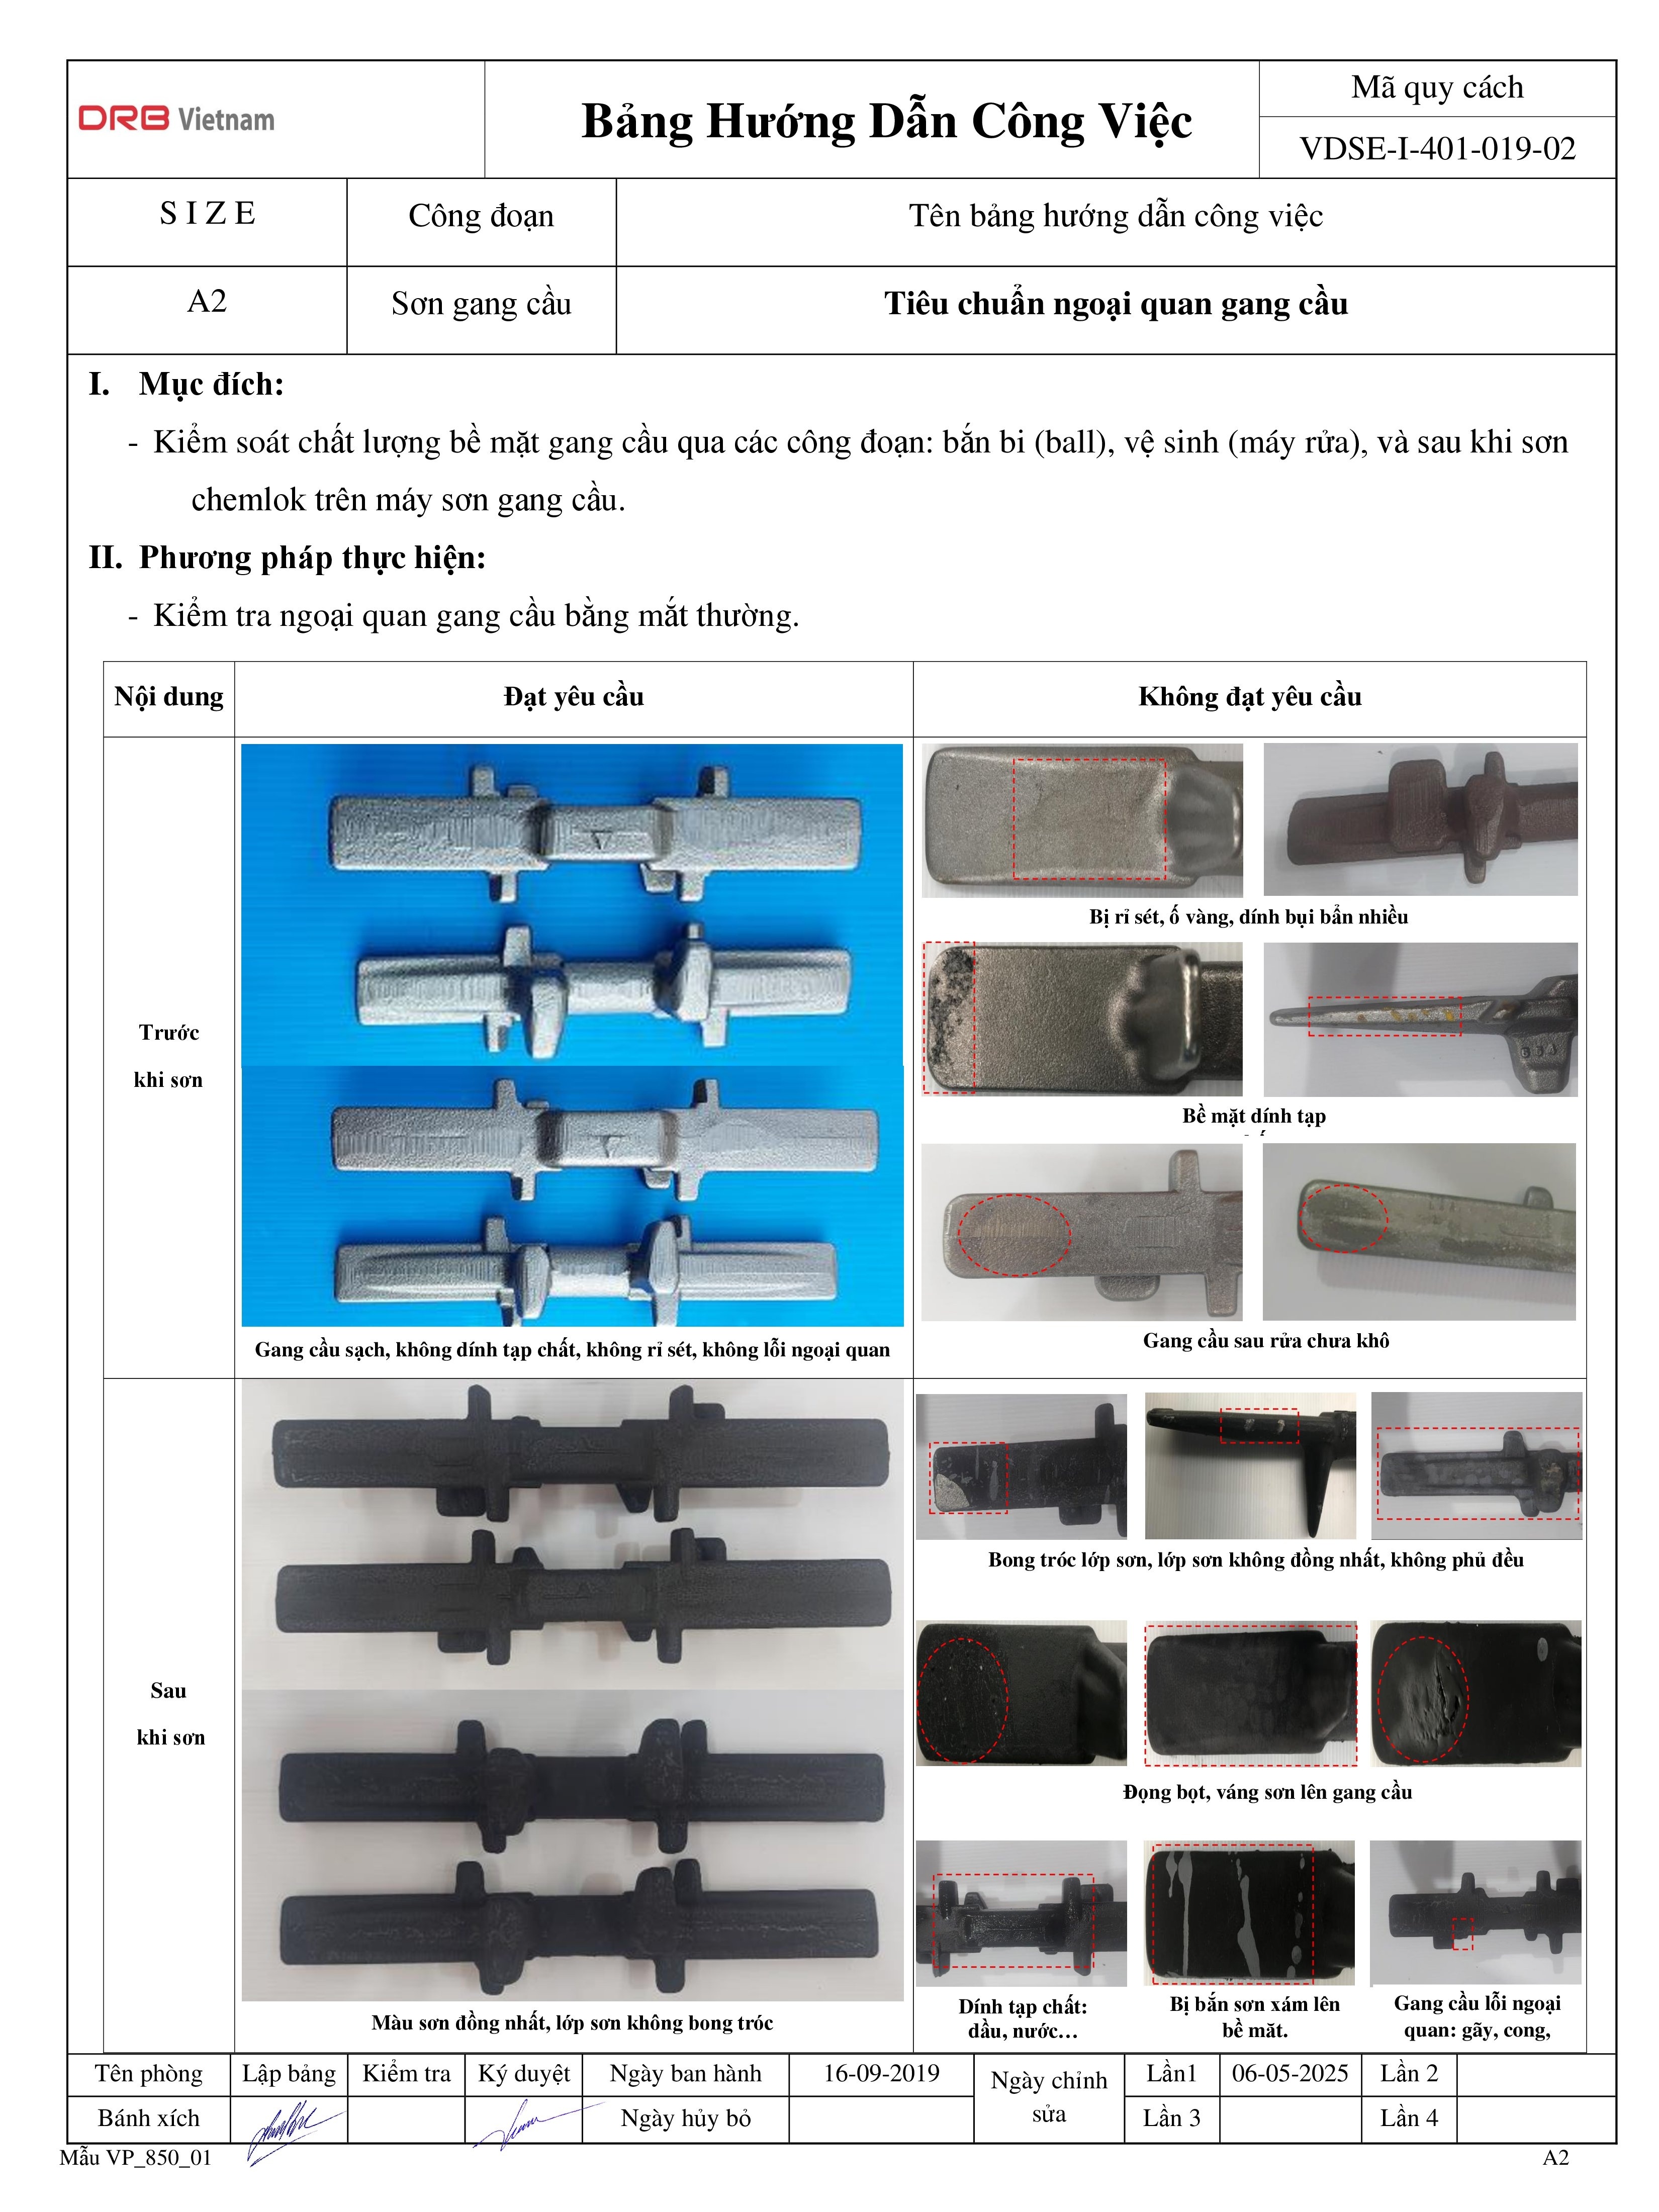 DRB Vietnam
Bảng Hướng Dẫn Công Việc
Mã quy cách
VDSE-I-401-019-02
S I Z E
Công đoạn
Tên bảng hướng dẫn công việc
A2
Sơn gang cầu
Tiêu chuẩn ngoại quan gang cầu
I. Mục đích:
- Kiểm soát chất lượng bề mặt gang cầu qua các công đoạn: bắn bi (ball), vệ sinh (máy rửa), và sau khi sơn
chemlok trên máy sơn gang cầu.
II. Phương pháp thực hiện:
- Kiểm tra ngoại quan gang cầu bằng mắt thường.
Nội dung
Đạt yêu cầu
Không đạt yêu cầu
Trước
khi sơn
Gang cầu sạch, không dính tạp chất, không rỉ sét, không lỗi ngoại quan
Bị rỉ sét, ố vàng, dính bụi bẩn nhiều
Bề mặt dính tạp
Gang cầu sau rửa chưa khô
Sau
khi sơn
Màu sơn đồng nhất, lớp sơn không bong tróc
Bong tróc lớp sơn, lớp sơn không đồng nhất, không phủ đều
Đọng bọt, váng sơn lên gang cầu
Dính tạp chất:
dầu, nước…
Bị bắn sơn xám lên
bề mặt.
Gang cầu lỗi ngoại
quan: gãy, cong,
Tên phòng
Lập bảng
Kiểm tra
Ký duyệt
Ngày ban hành
16-09-2019
Ngày chỉnh
sửa
Lần1
06-05-2025
Lần 2
Bánh xích
Ngày hủy bỏ
Lần 3
Lần 4
Mẫu VP_850_01
A2